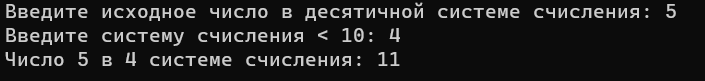 Введите исходное число в десятичной системе счисления: 5
Введите систему счисления < 10: 4
Число 5 в 4 системе счисления: 11